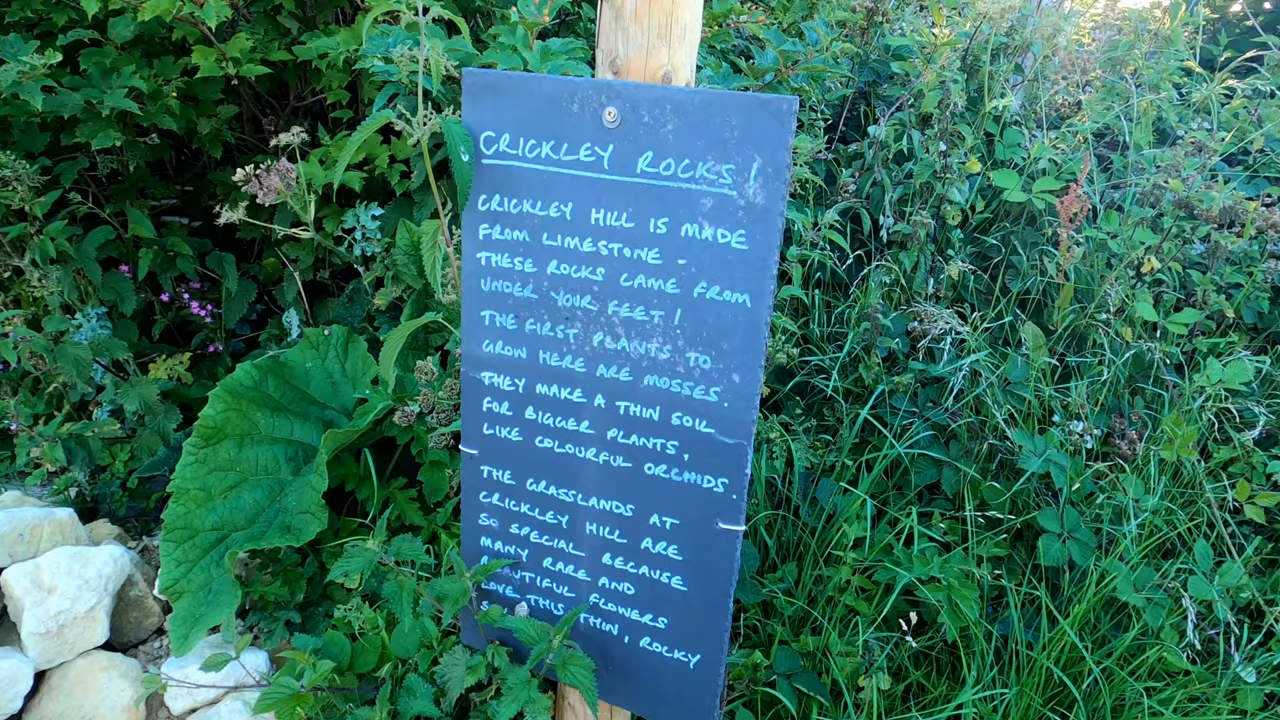 CRICKLEY ROCKS!
CRICKLEY HILL IS MADE
FROM LIMESTONE -
THESE ROCKS CAME FROM
UNDER YOUR FEET!
THE FIRST PLANTS TO
GROW HERE ARE MOSSES.
THEY MAKE A THIN SOIL
FOR BIGGER PLANTS,
LIKE COLOURFUL ORCHIDS.
THE GRASSLANDS AT
CRICKLEY HILL ARE
SO SPECIAL BECAUSE
MANY RARE AND
BEAUTIFUL FLOWERS
LOVE THIS THIN, ROCKY